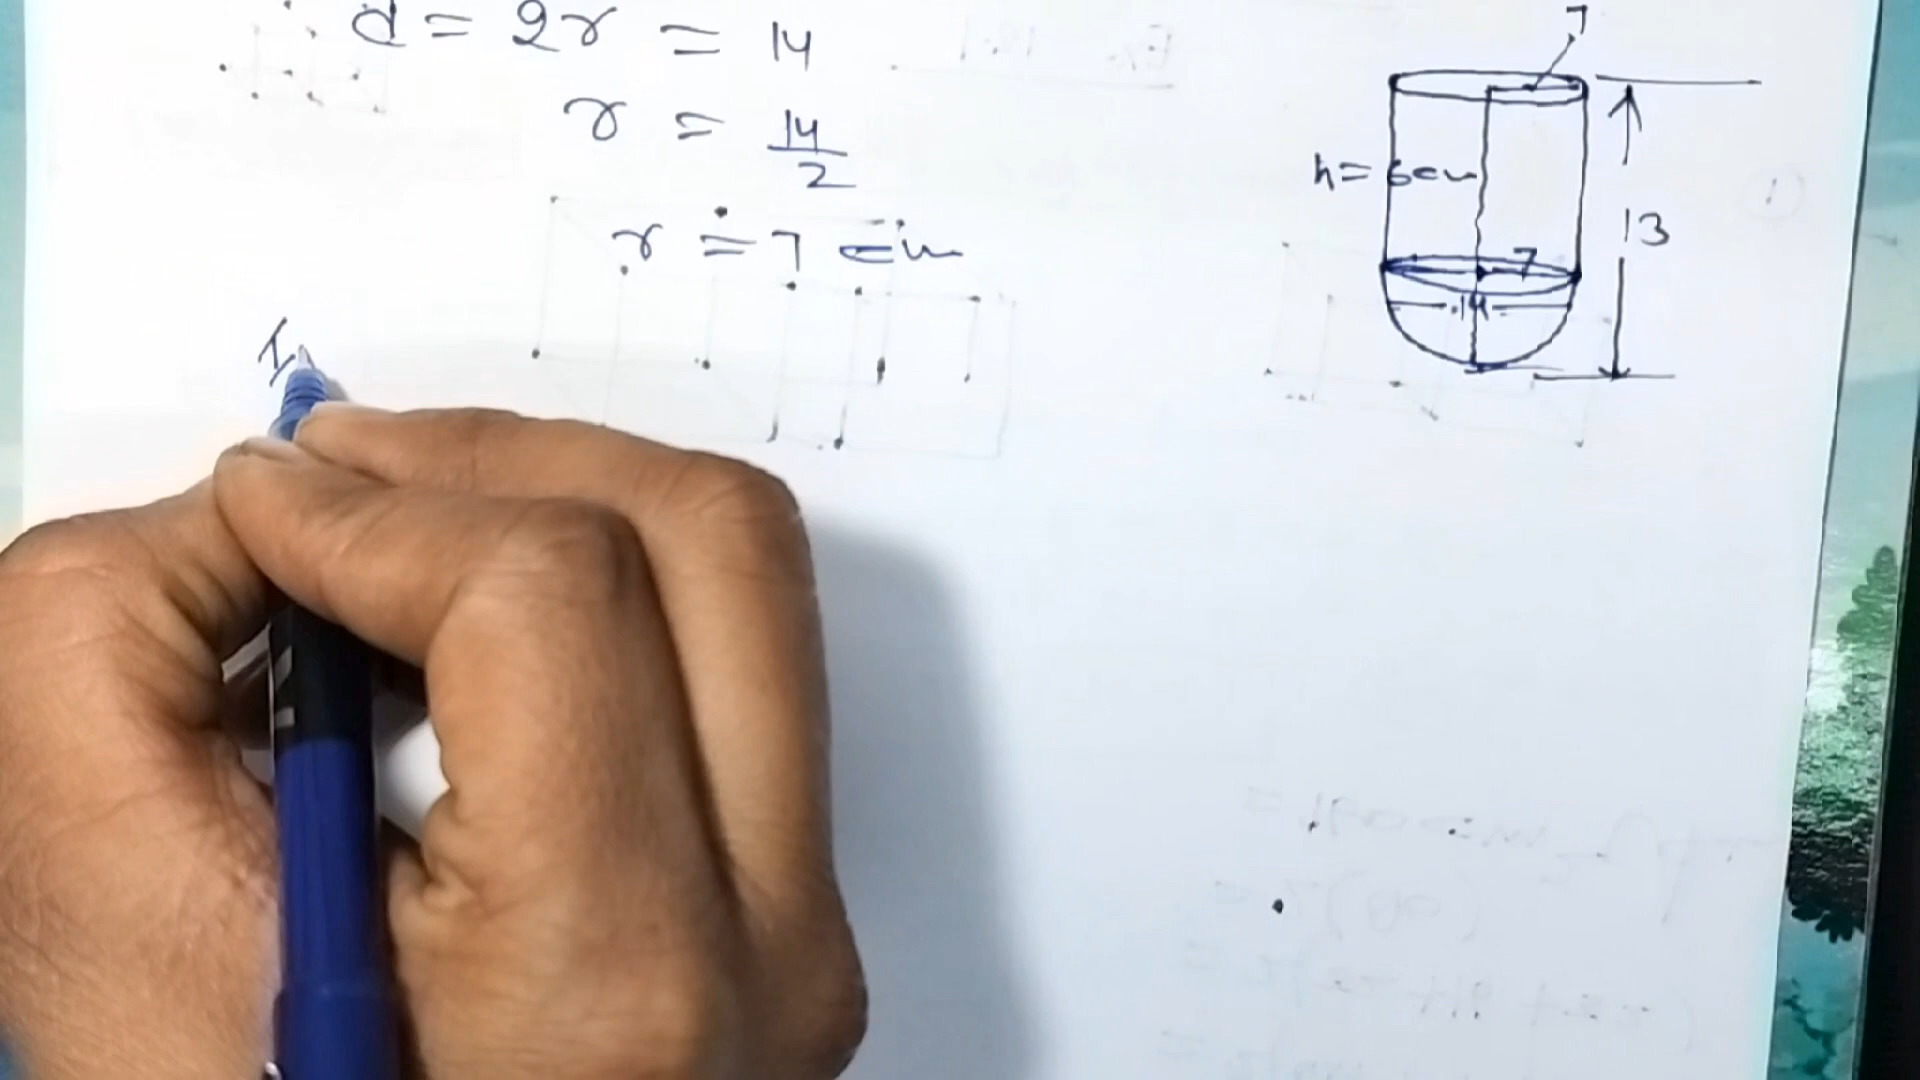 d = 2r = 14
r = 14/2
r = 7 cm
I
7
h = 6cm
13
7
14